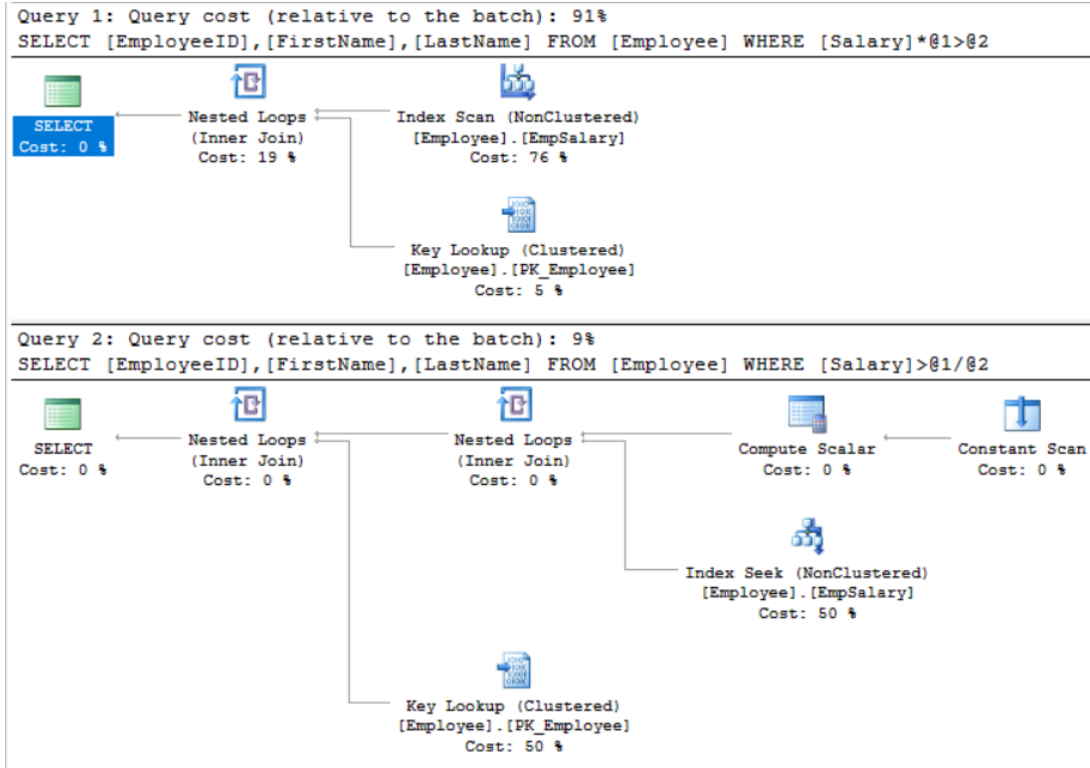 Query 1: Query cost (relative to the batch): 91%
SELECT [EmployeeID],[FirstName],[LastName] FROM [Employee] WHERE [Salary]*@1>@2
SELECT
Cost: 0 %
Nested Loops
(Inner Join)
Cost: 19 %
Index Scan (NonClustered)
[Employee].[EmpSalary]
Cost: 76 %
Key Lookup (Clustered)
[Employee].[PK_Employee]
Cost: 5 %
Query 2: Query cost (relative to the batch): 9%
SELECT [EmployeeID],[FirstName],[LastName] FROM [Employee] WHERE [Salary]>@1/@2
SELECT
Cost: 0 %
Nested Loops
(Inner Join)
Cost: 0 %
Nested Loops
(Inner Join)
Cost: 0 %
Compute Scalar
Cost: 0 %
Constant Scan
Cost: 0 %
Index Seek (NonClustered)
[Employee].[EmpSalary]
Cost: 50 %
Key Lookup (Clustered)
[Employee].[PK_Employee]
Cost: 50 %